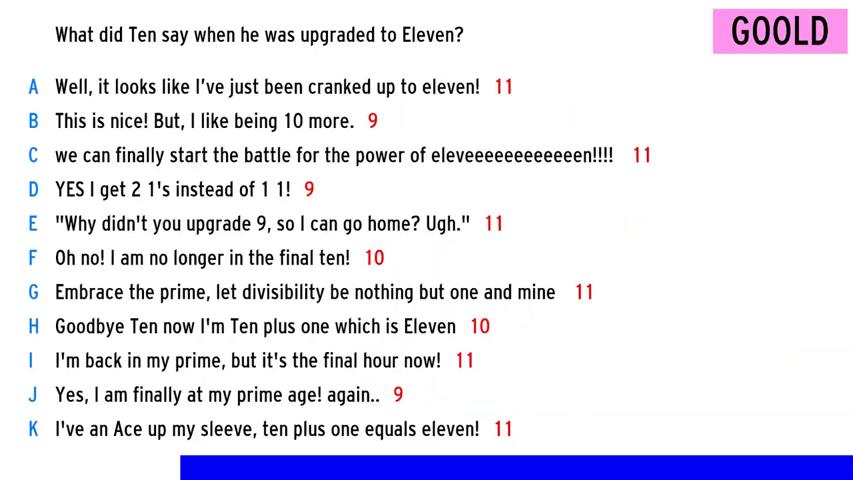 What did Ten say when he was upgraded to Eleven?
GOOLD
A Well, it looks like I've just been cranked up to eleven! 11
B This is nice! But, I like being 10 more. 9
C we can finally start the battle for the power of eleveeeeeeeeeeeen!!!! 11
D YES I get 2 1's instead of 1 1! 9
E "Why didn't you upgrade 9, so I can go home? Ugh." 11
F Oh no! I am no longer in the final ten! 10
G Embrace the prime, let divisibility be nothing but one and mine 11
H Goodbye Ten now I'm Ten plus one which is Eleven 10
I I'm back in my prime, but it's the final hour now! 11
J Yes, I am finally at my prime age! again.. 9
K I've an Ace up my sleeve, ten plus one equals eleven! 11